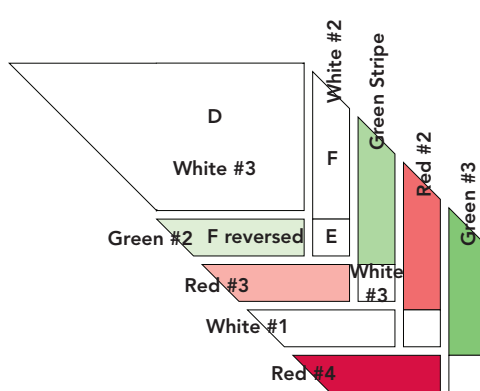 White #2
Green Stripe
D
Red #2
F
White #3
Green #3
Green #2
F reversed
E
Red #3
White
#3
White #1
Red #4